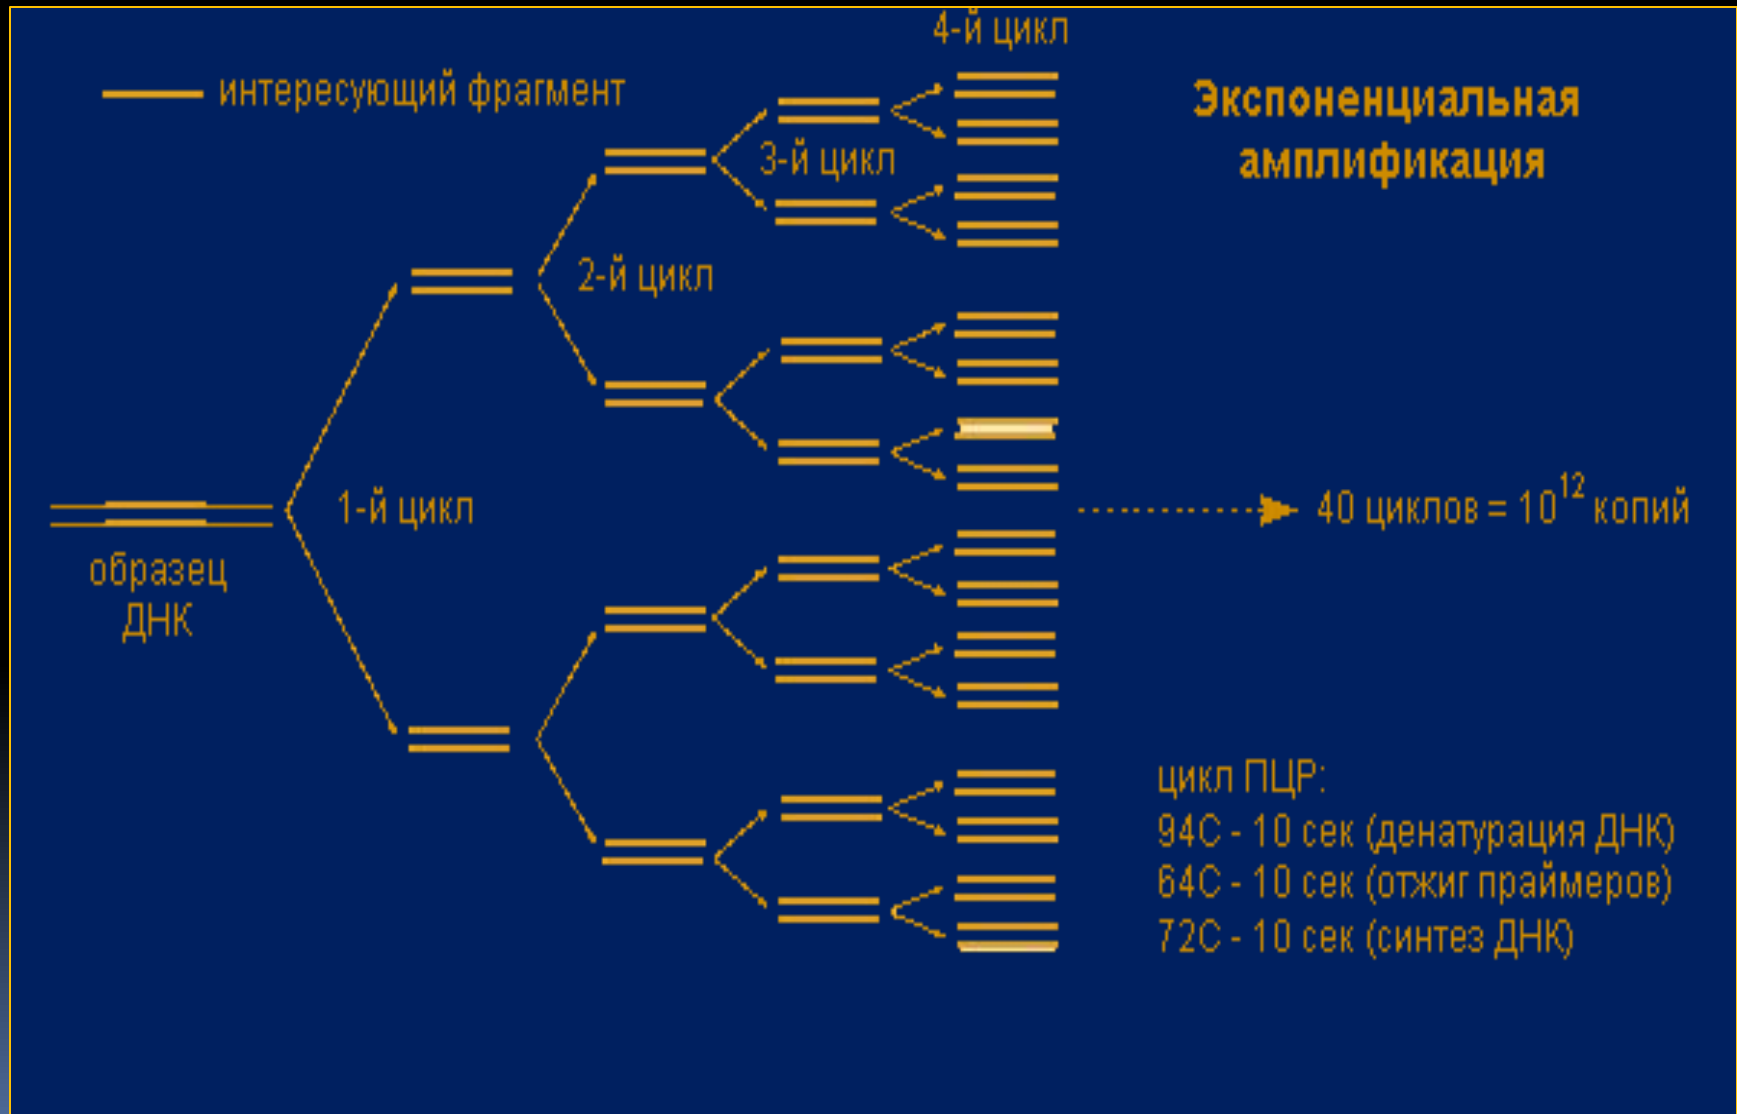 4-й цикл
интересующий фрагмент
Экспоненциальная
амплификация
3-й цикл
2-й цикл
1-й цикл
40 циклов = 10¹² копий
образец
ДНК
цикл ПЦР:
94С - 10 сек (денатурация ДНК)
64С - 10 сек (отжиг праймеров)
72С - 10 сек (синтез ДНК)